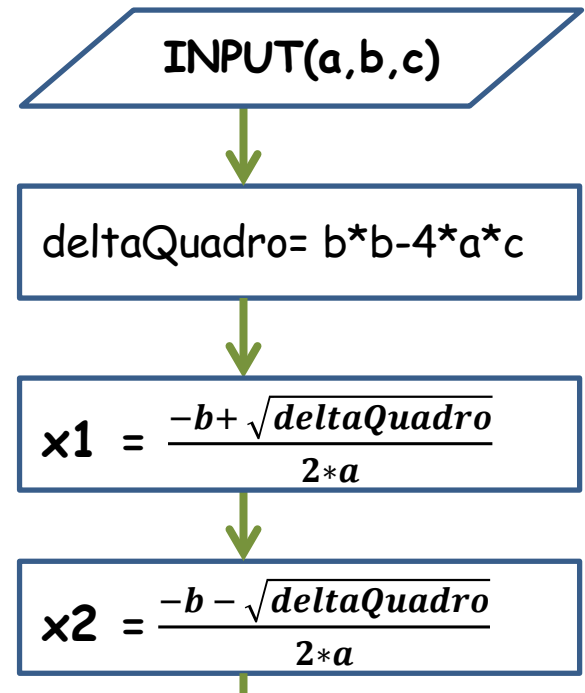 INPUT(a,b,c)
deltaQuadro= b*b-4*a*c
x1 = (-b+ √deltaQuadro)/(2*a)
x2 = (-b - √deltaQuadro)/(2*a)